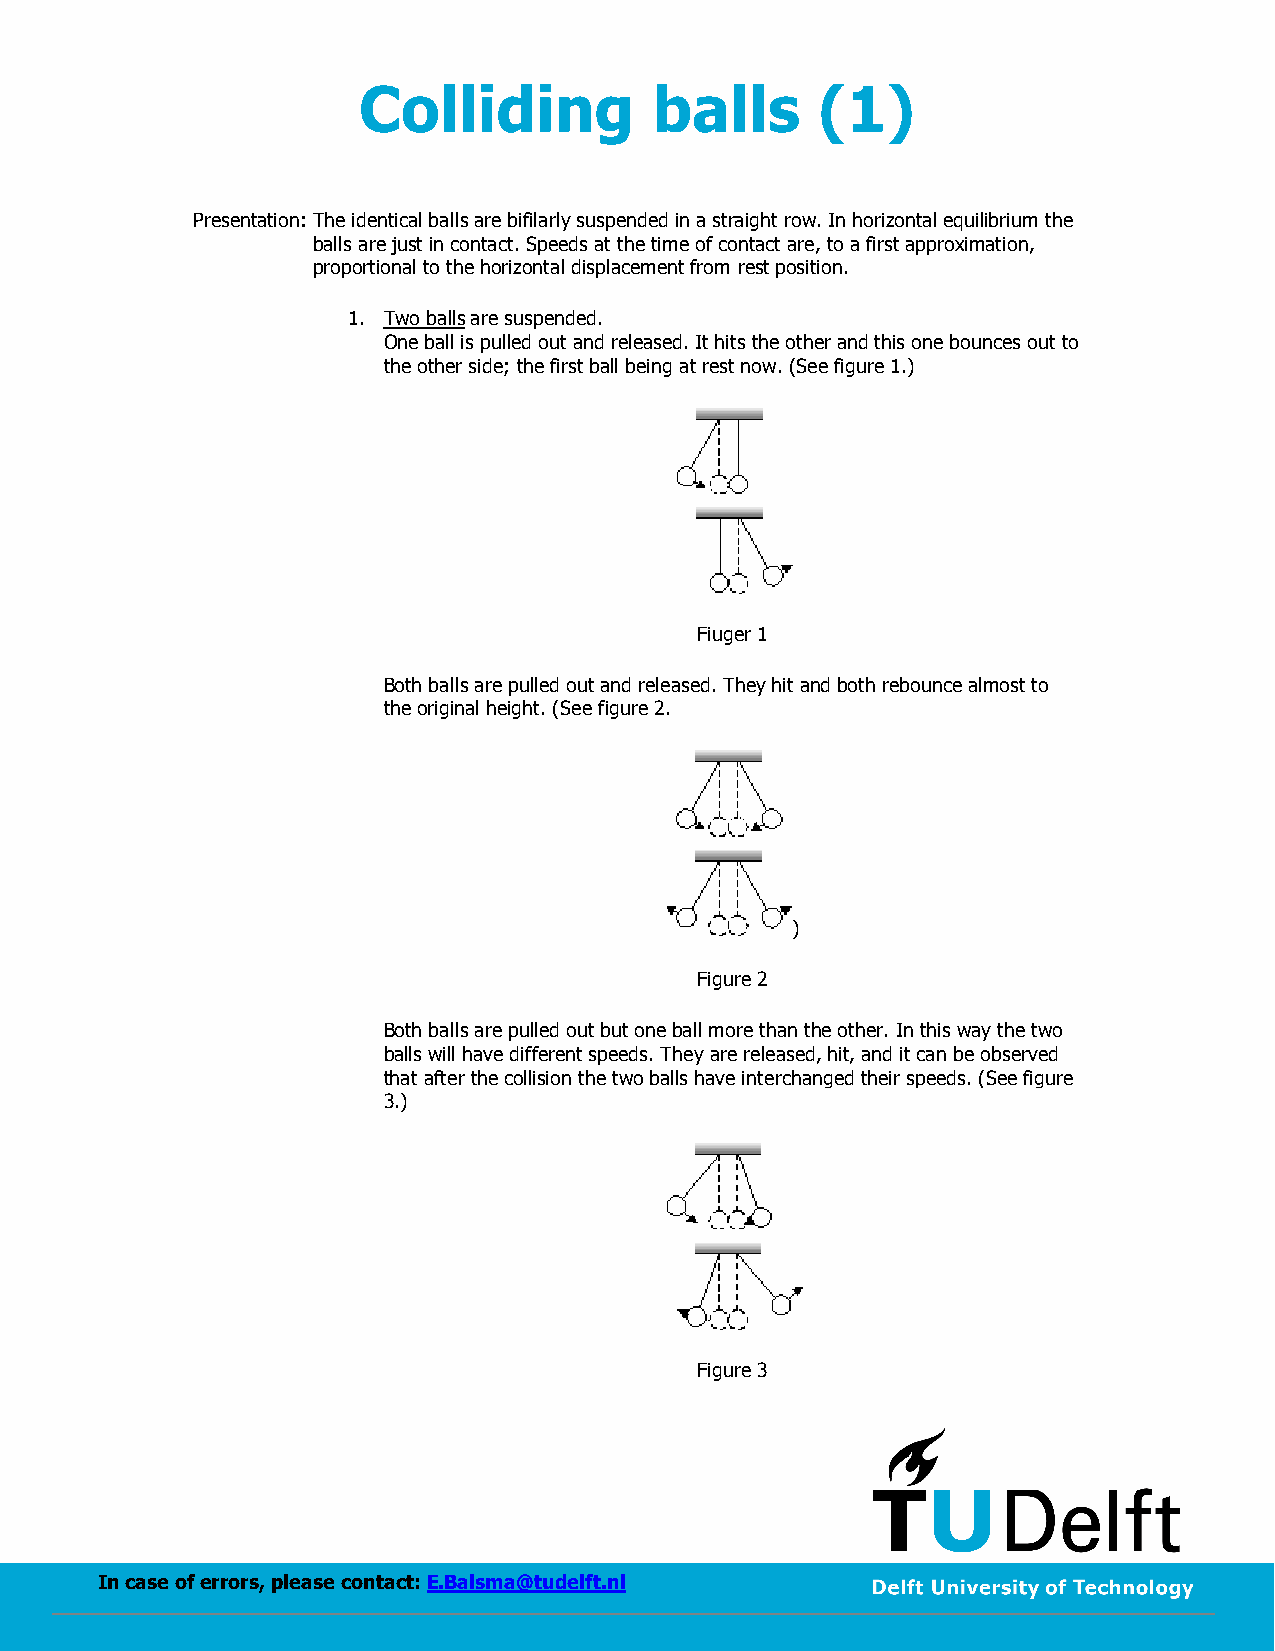 Colliding balls (1)
Presentation: The identical balls are bifilarly suspended in a straight row. In horizontal equilibrium the
balls are just in contact. Speeds at the time of contact are, to a first approximation,
proportional to the horizontal displacement from rest position.
1. Two balls are suspended.
One ball is pulled out and released. It hits the other and this one bounces out to
the other side; the first ball being at rest now. (See figure 1.)
Fiuger 1
Both balls are pulled out and released. They hit and both rebounce almost to
the original height. (See figure 2.
)
Figure 2
Both balls are pulled out but one ball more than the other. In this way the two
balls will have different speeds. They are released, hit, and it can be observed
that after the collision the two balls have interchanged their speeds. (See figure
3.)
Figure 3
TUDelft
In case of errors, please contact: E.Balsma@tudelft.nl
Delft University of Technology